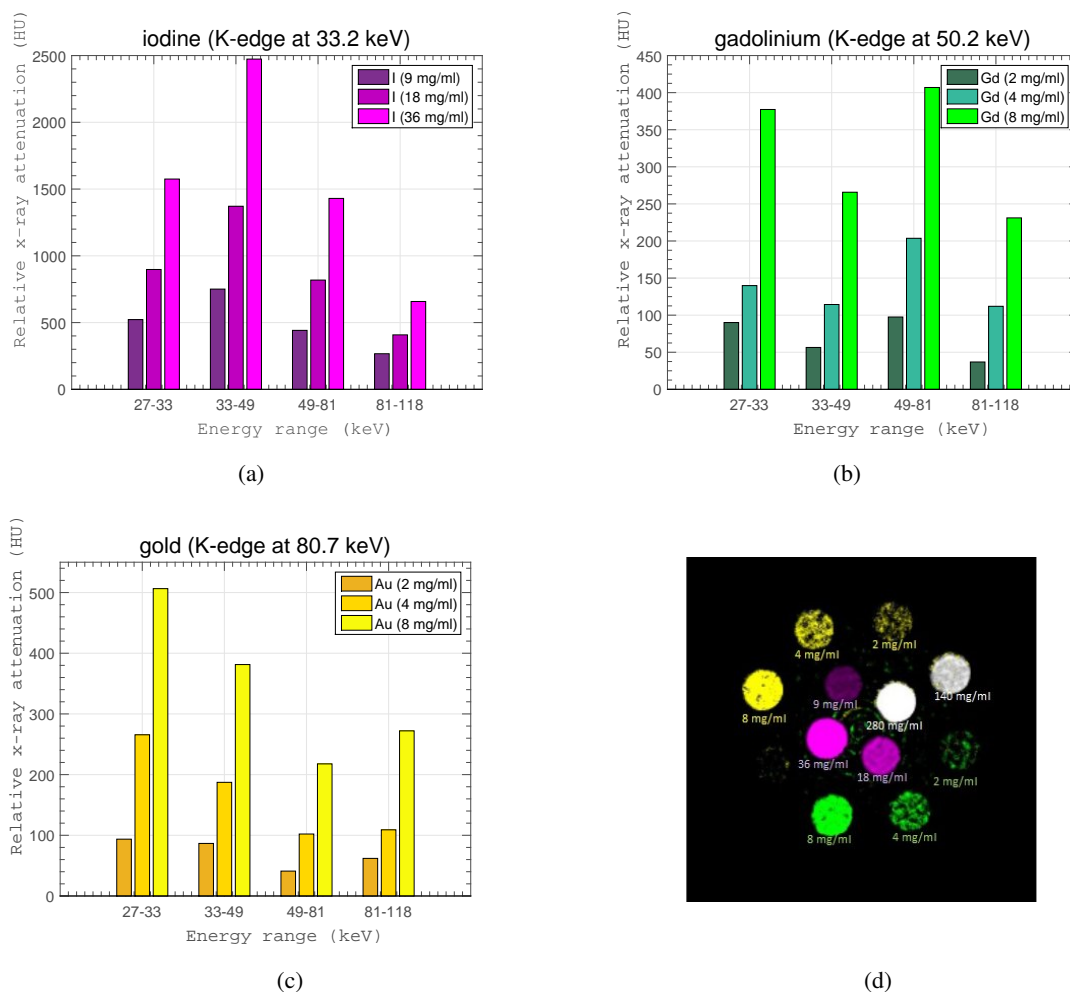 iodine (K-edge at 33.2 keV)
Relative x-ray attenuation (HU)
2500
2000
1500
1000
500
0
I (9 mg/ml)
I (18 mg/ml)
I (36 mg/ml)
27-33 33-49 49-81 81-118
Energy range (keV)
(a)
gadolinium (K-edge at 50.2 keV)
Relative x-ray attenuation (HU)
450
400
350
300
250
200
150
100
50
0
Gd (2 mg/ml)
Gd (4 mg/ml)
Gd (8 mg/ml)
27-33 33-49 49-81 81-118
Energy range (keV)
(b)
gold (K-edge at 80.7 keV)
Relative x-ray attenuation (HU)
500
400
300
200
100
0
Au (2 mg/ml)
Au (4 mg/ml)
Au (8 mg/ml)
27-33 33-49 49-81 81-118
Energy range (keV)
(c)
4 mg/ml
2 mg/ml
9 mg/ml
140 mg/ml
8 mg/ml
280 mg/ml
36 mg/ml
18 mg/ml
2 mg/ml
8 mg/ml
4 mg/ml
(d)